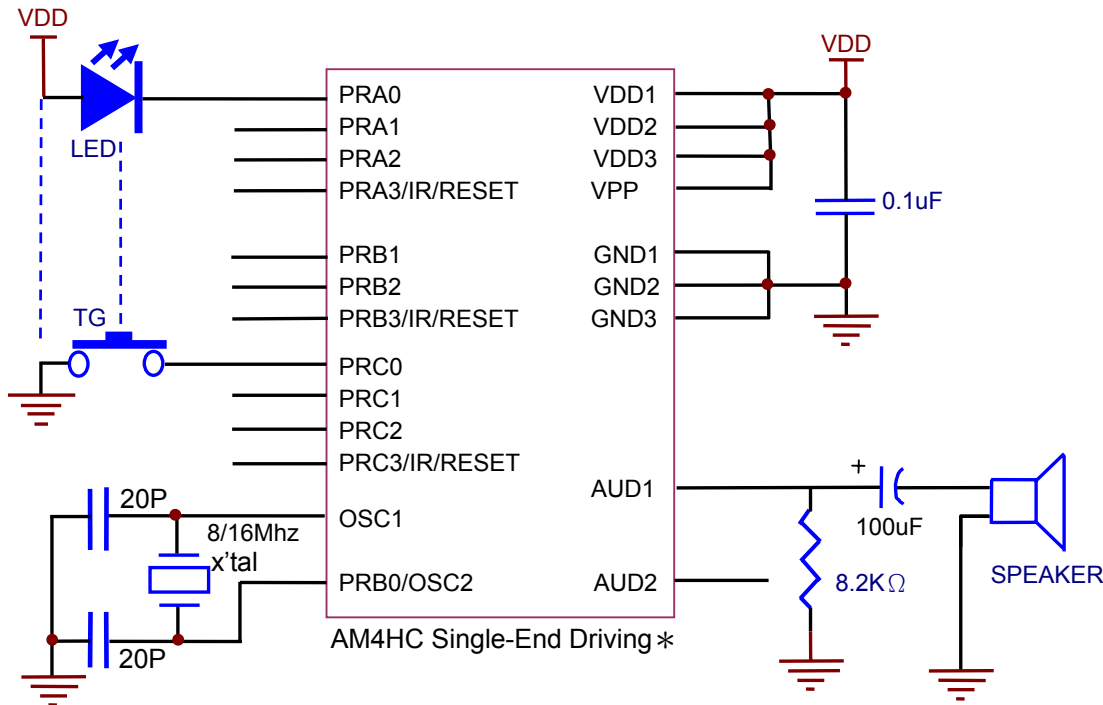 VDD
LED
TG
20P
8/16Mhz
x'tal
20P
PRA0
PRA1
PRA2
PRA3/IR/RESET
PRB1
PRB2
PRB3/IR/RESET
PRC0
PRC1
PRC2
PRC3/IR/RESET
OSC1
PRB0/OSC2
VDD1
VDD2
VDD3
VPP
GND1
GND2
GND3
AUD1
AUD2
AM4HC Single-End Driving＊
VDD
0.1uF
+
100uF
8.2KΩ
SPEAKER